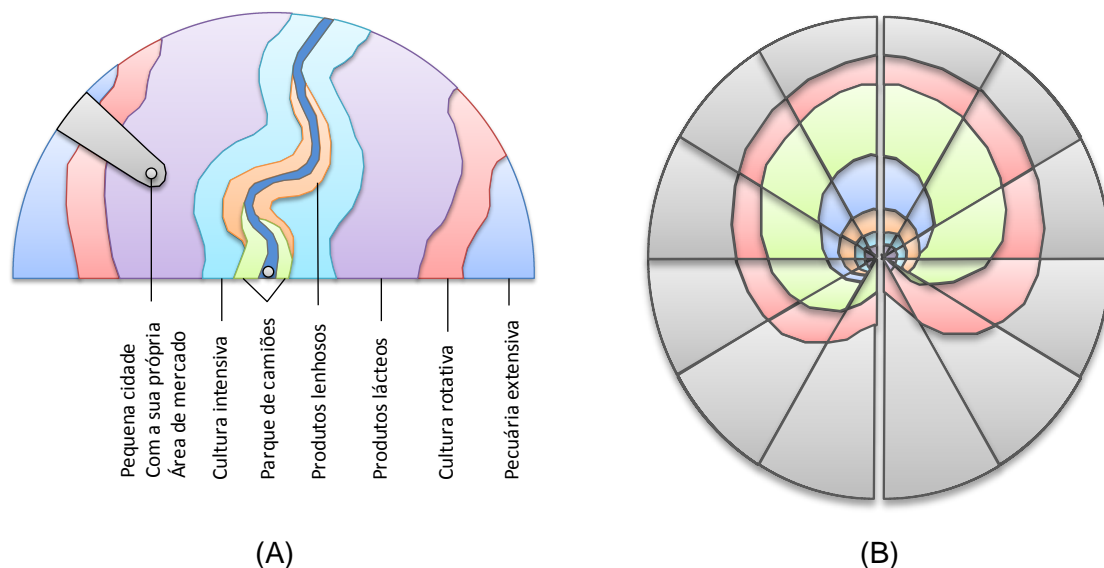 Pequena cidade
Com a sua própria
Área de mercado
Cultura intensiva
Parque de camiões
Produtos lenhosos
Produtos lácteos
Cultura rotativa
Pecuária extensiva
(A)
(B)